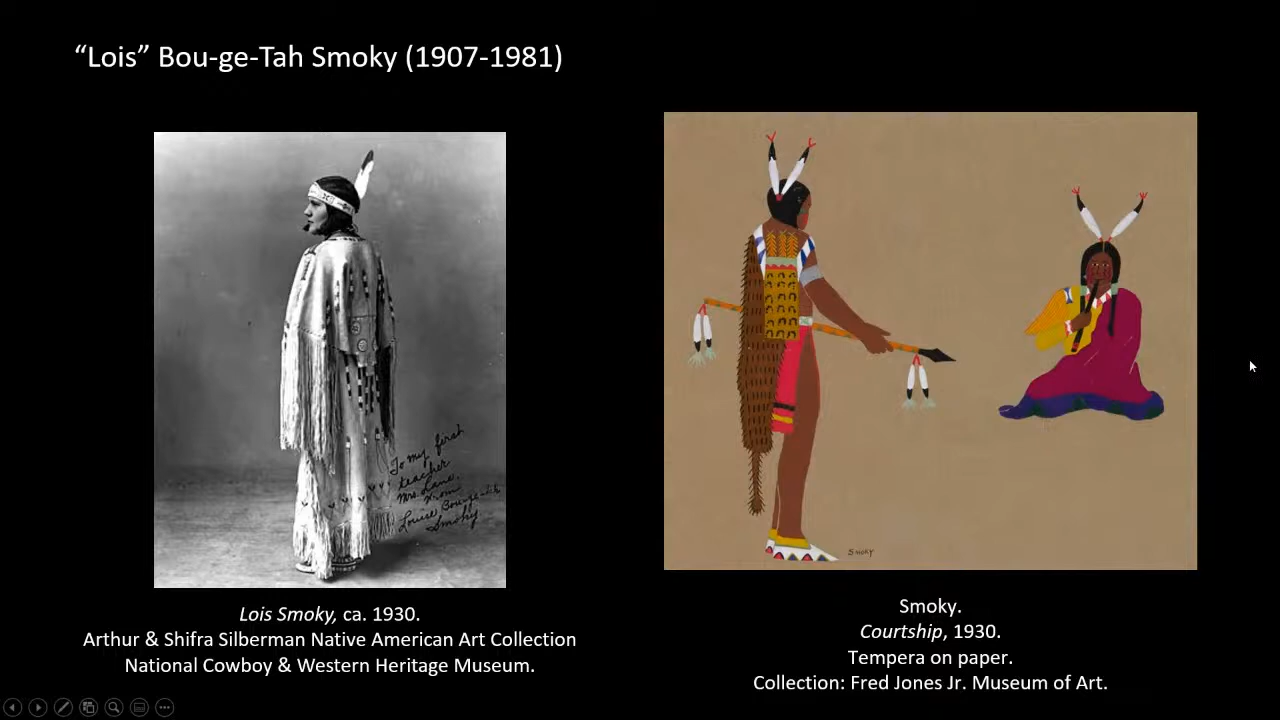 “Lois” Bou-ge-Tah Smoky (1907-1981)
To my first
teacher
Mrs. Lane.
From
Louise Bou-ge-
Smoky
SMOKY
Lois Smoky, ca. 1930.
Arthur & Shifra Silberman Native American Art Collection
National Cowboy & Western Heritage Museum.
Smoky.
Courtship, 1930.
Tempera on paper.
Collection: Fred Jones Jr. Museum of Art.